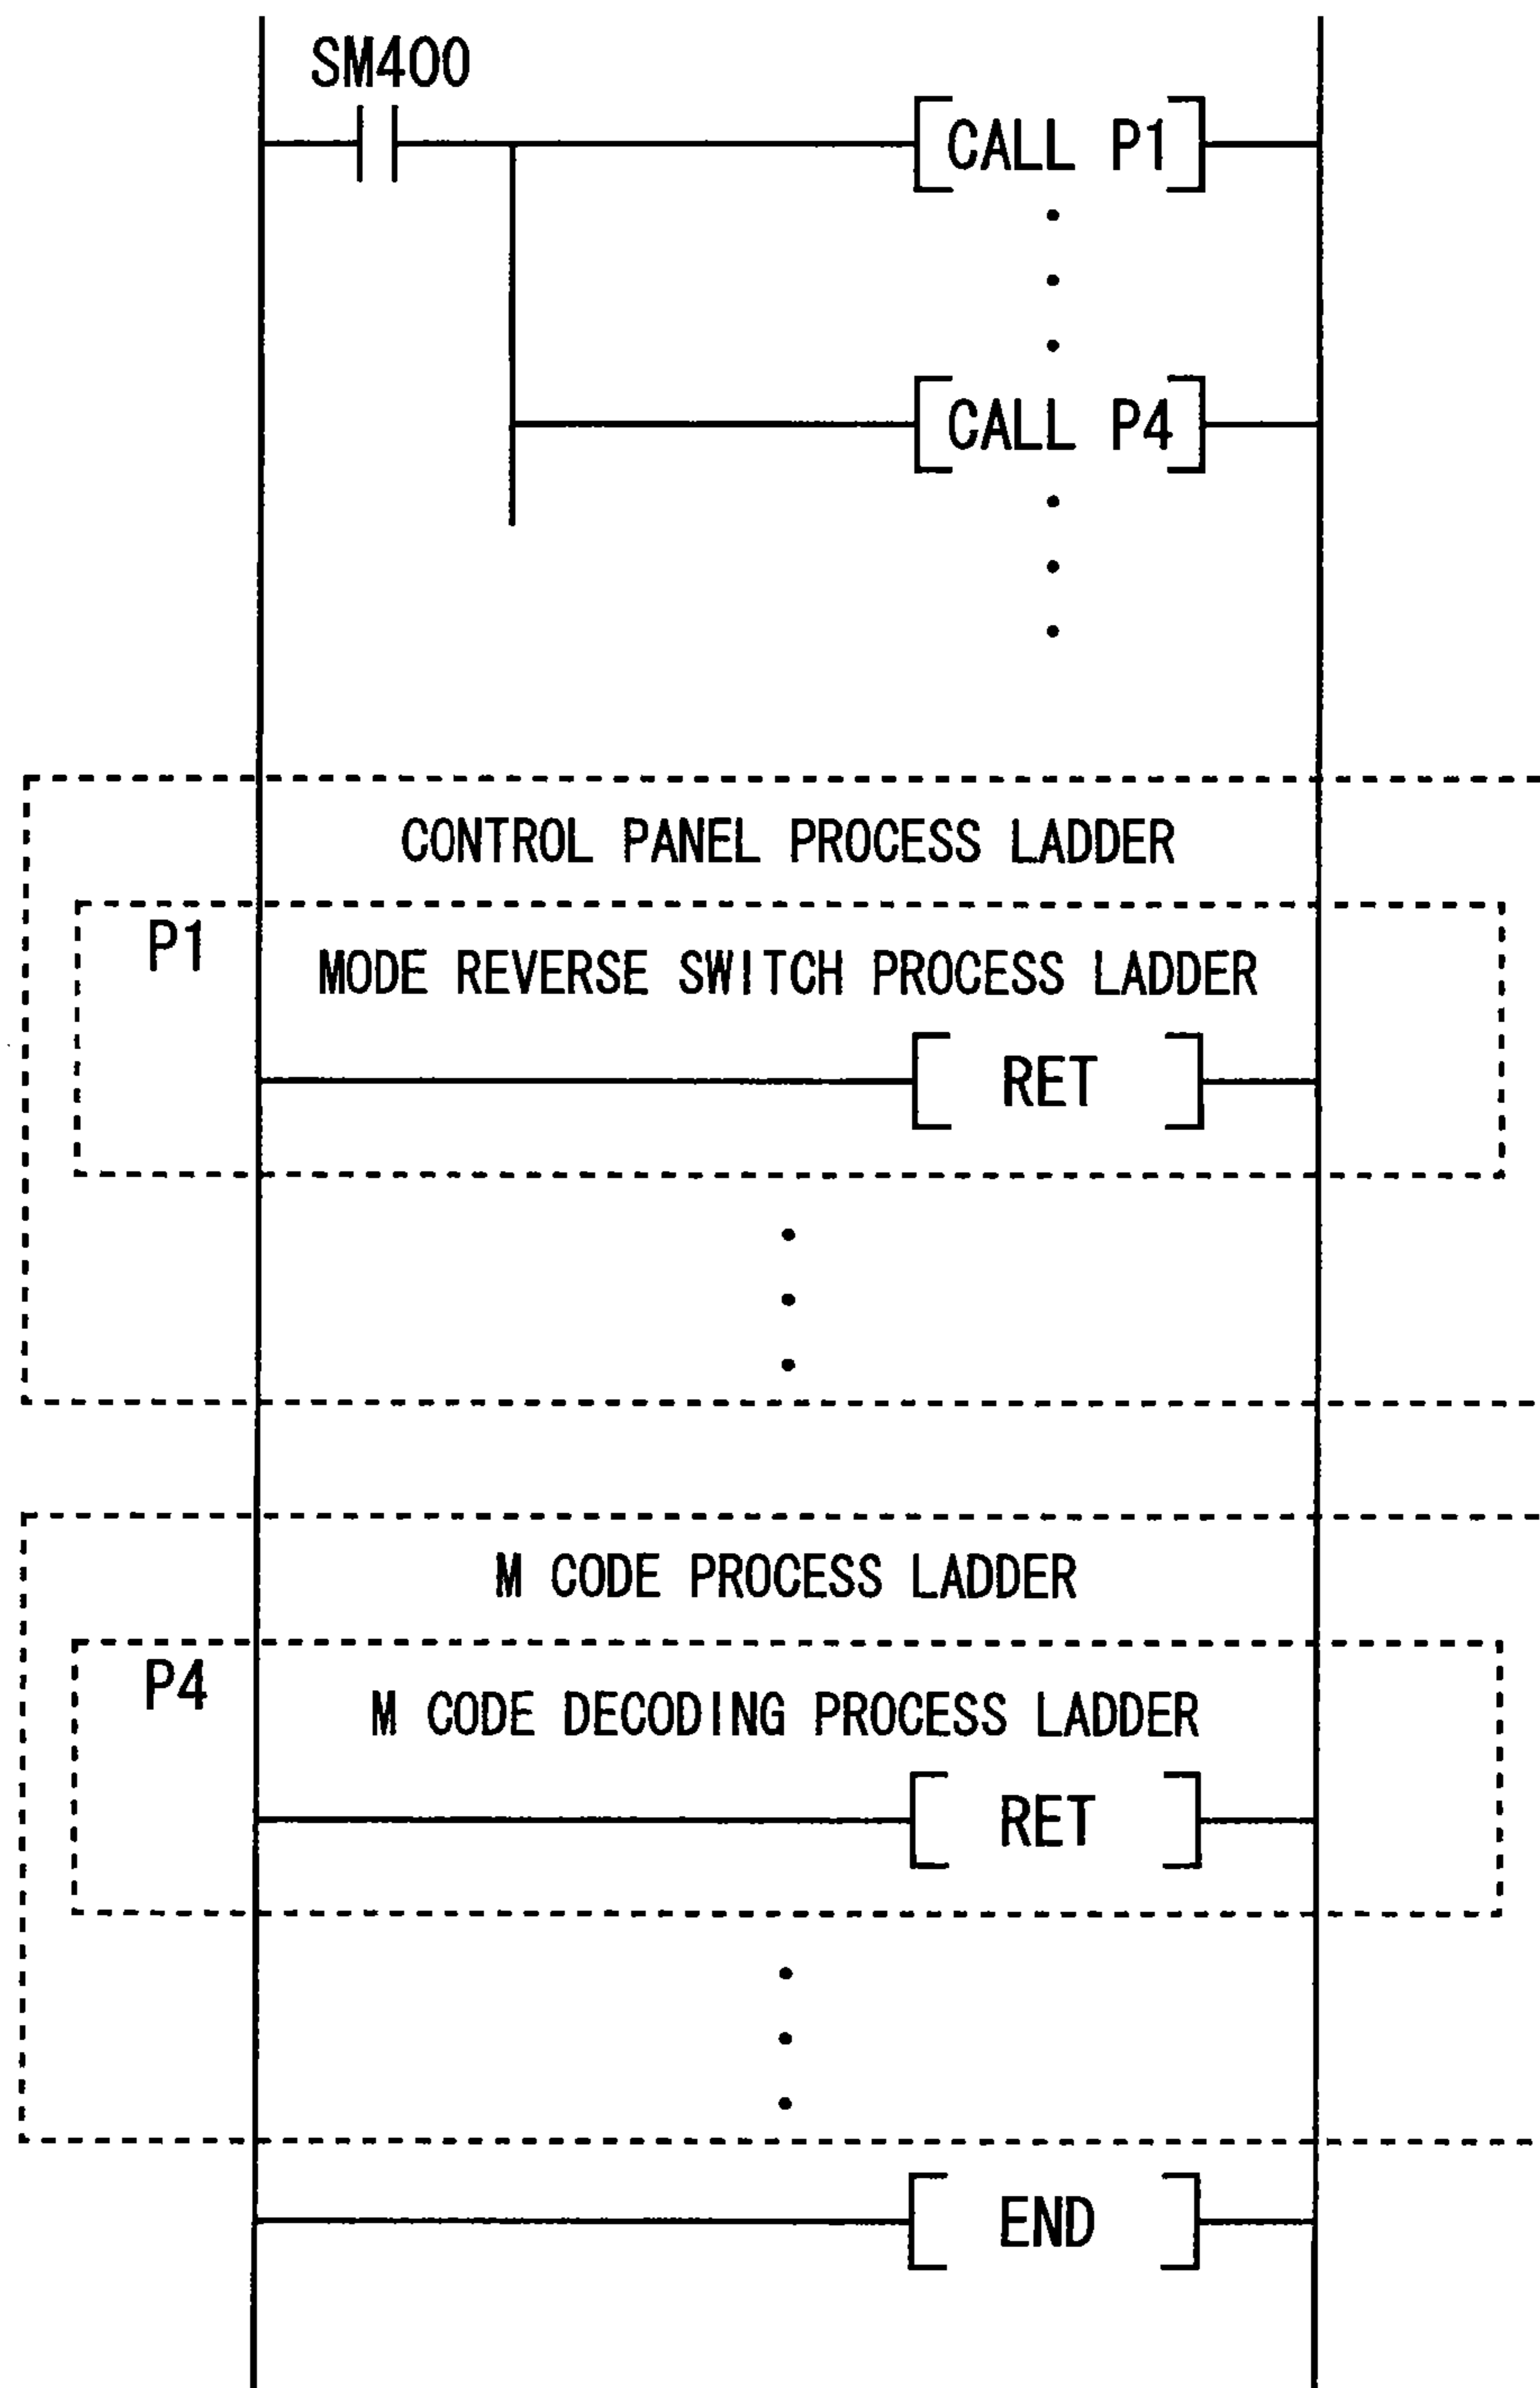 SM400
CALL P1
CALL P4
CONTROL PANEL PROCESS LADDER
P1
MODE REVERSE SWITCH PROCESS LADDER
RET
M CODE PROCESS LADDER
P4
M CODE DECODING PROCESS LADDER
RET
END